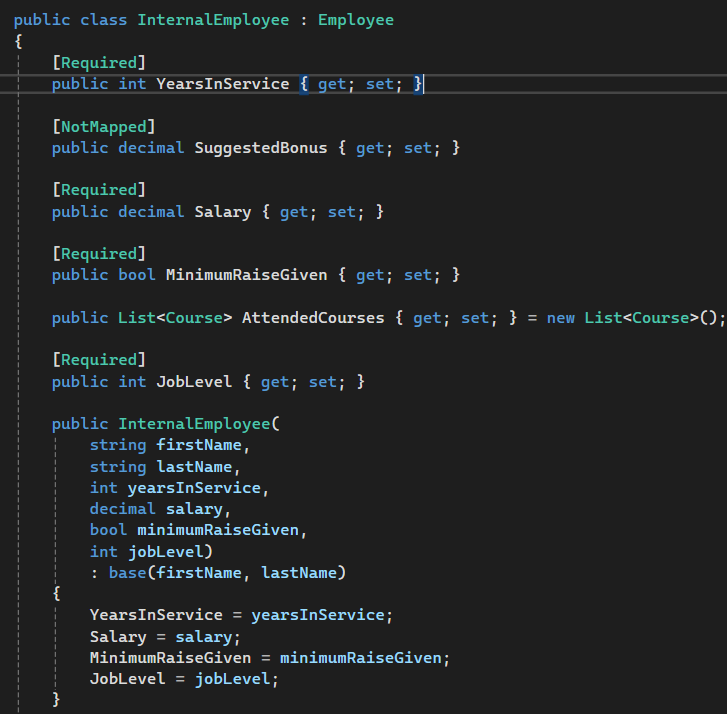 public class InternalEmployee : Employee
{
[Required]
public int YearsInService { get; set; }
[NotMapped]
public decimal SuggestedBonus { get; set; }
[Required]
public decimal Salary { get; set; }
[Required]
public bool MinimumRaiseGiven { get; set; }
public List<Course> AttendedCourses { get; set; } = new List<Course>();
[Required]
public int JobLevel { get; set; }
public InternalEmployee(
string firstName,
string lastName,
int yearsInService,
decimal salary,
bool minimumRaiseGiven,
int jobLevel)
: base(firstName, lastName)
{
YearsInService = yearsInService;
Salary = salary;
MinimumRaiseGiven = minimumRaiseGiven;
JobLevel = jobLevel;
}